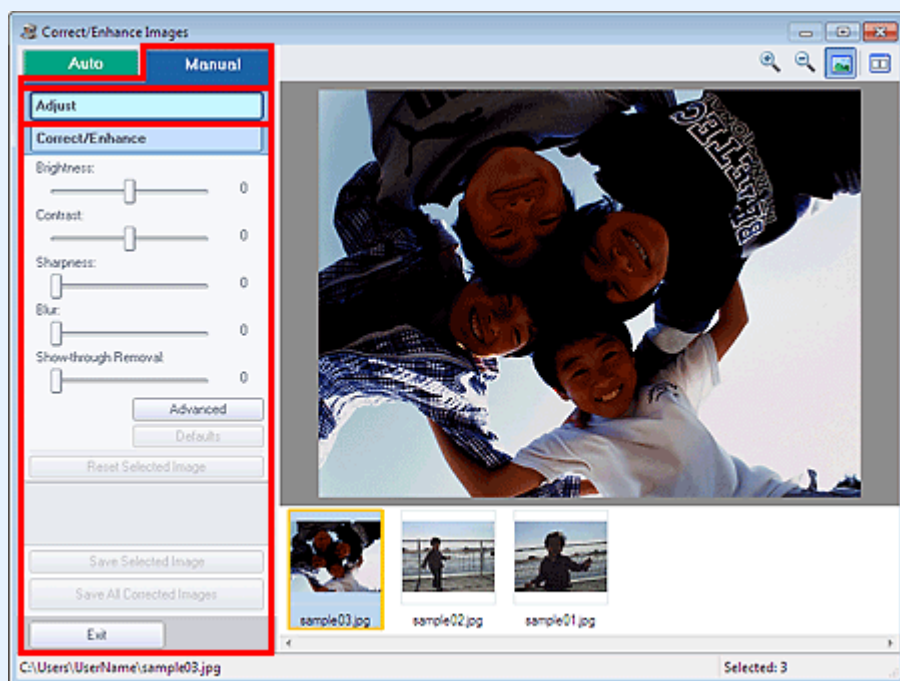 Correct/Enhance Images
Auto
Manual
Adjust
Correct/Enhance
Brightness:
0
Contrast:
0
Sharpness:
0
Blur:
0
Show-through Removal:
0
Advanced
Defaults
Reset Selected Image
Save Selected Image
Save All Corrected Images
Exit
sample03.jpg
sample02.jpg
sample01.jpg
C:\Users\UserName\sample03.jpg
Selected: 3